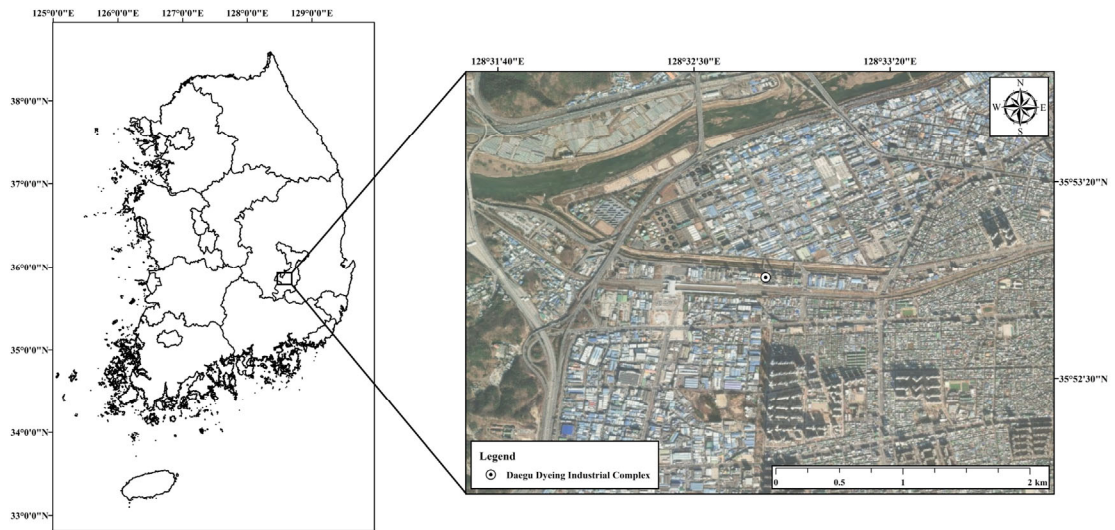 125°0'0"E 126°0'0"E 127°0'0"E 128°0'0"E 129°0'0"E
38°0'0"N
37°0'0"N
36°0'0"N
35°0'0"N
34°0'0"N
33°0'0"N
128°31'40"E 128°32'30"E 128°33'20"E
N
W E
S
35°53'20"N
35°52'30"N
Legend
Daegu Dyeing Industrial Complex
0 0.5 1 2 km